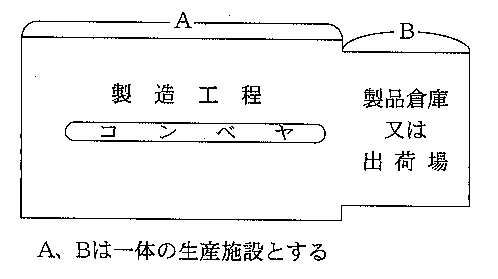 A
B
製造工程
コンベヤ
製品倉庫
又は
出荷場
A、Bは一体の生産施設とする